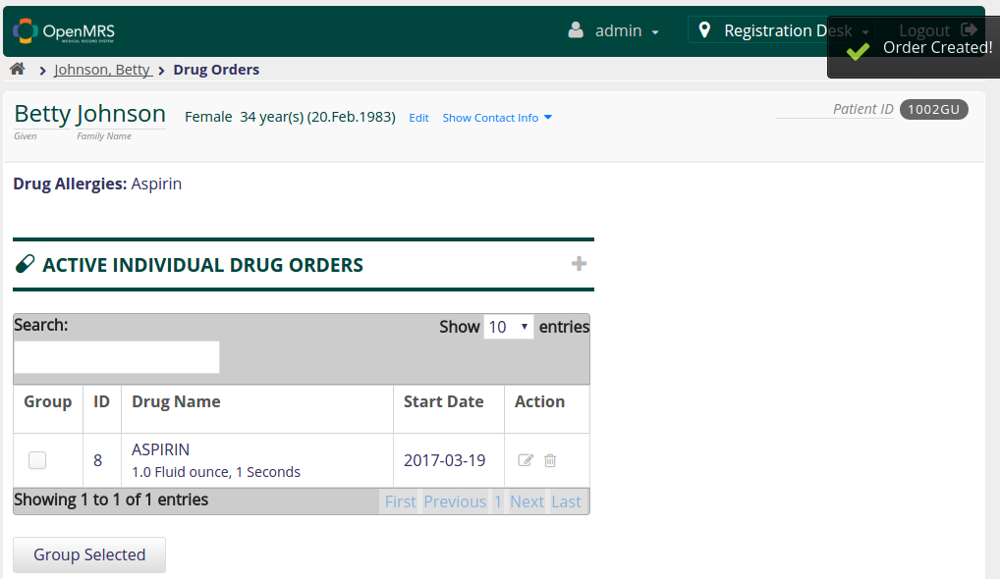 OpenMRS
MEDICAL RECORD SYSTEM
admin
Registration Desk
Logout
Order Created!
Johnson, Betty
Drug Orders
Betty Johnson
Given
Family Name
Female 34 year(s) (20.Feb.1983)
Edit
Show Contact Info
Patient ID
1002GU
Drug Allergies: Aspirin
ACTIVE INDIVIDUAL DRUG ORDERS
Search:
Show 10 entries
Group ID Drug Name Start Date Action
8 ASPIRIN 2017-03-19
1.0 Fluid ounce, 1 Seconds
Showing 1 to 1 of 1 entries
First Previous 1 Next Last
Group Selected